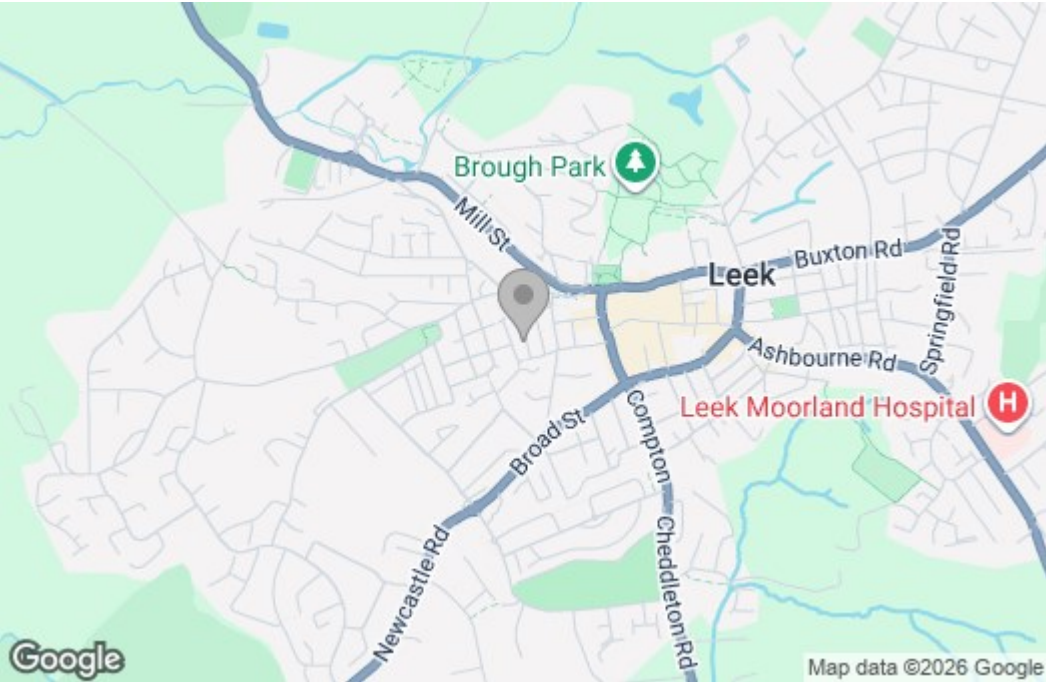 Brough Park
Mill St
Buxton Rd
Leek
Springfield Rd
Ashbourne Rd
Leek Moorland Hospital
H
Compton
Broad St
Cheddleton Rd
Newcastle Rd
Google
Map data ©2026 Google